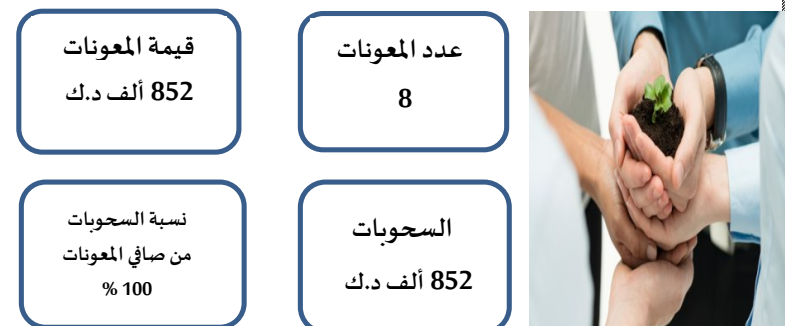 عدد المعونات
8
قيمة المعونات
852 ألف د.ك
السحوبات
852 ألف د.ك
نسبة السحوبات
من صافي المعونات
100 %